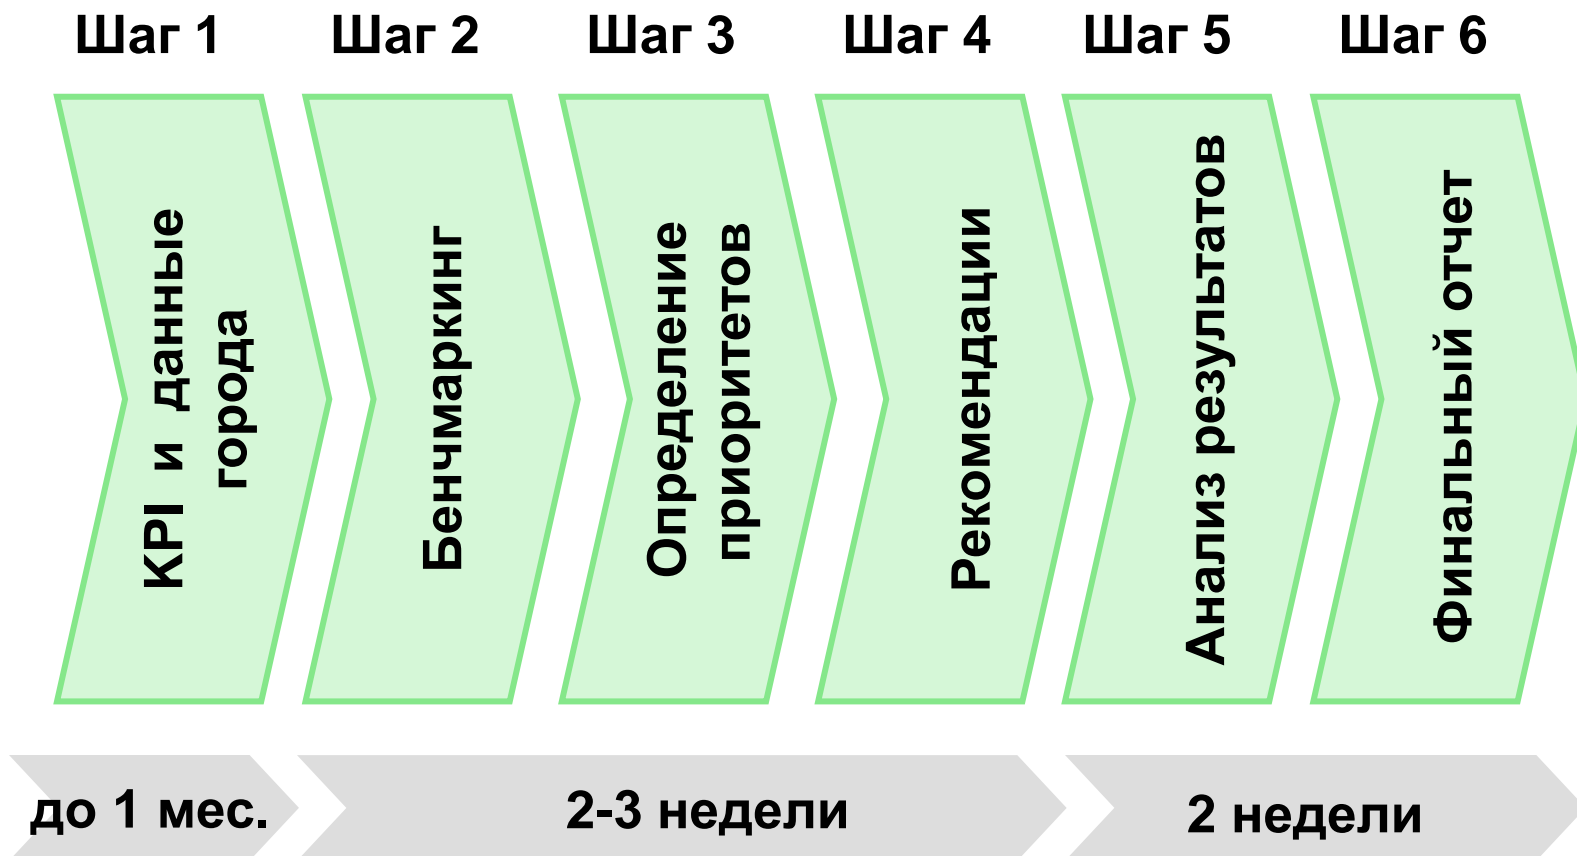 Шаг 1
Шаг 2
Шаг 3
Шаг 4
Шаг 5
Шаг 6
KPI и данные
города
Бенчмаркинг
Определение
приоритетов
Рекомендации
Анализ результатов
Финальный отчет
до 1 мес.
2-3 недели
2 недели